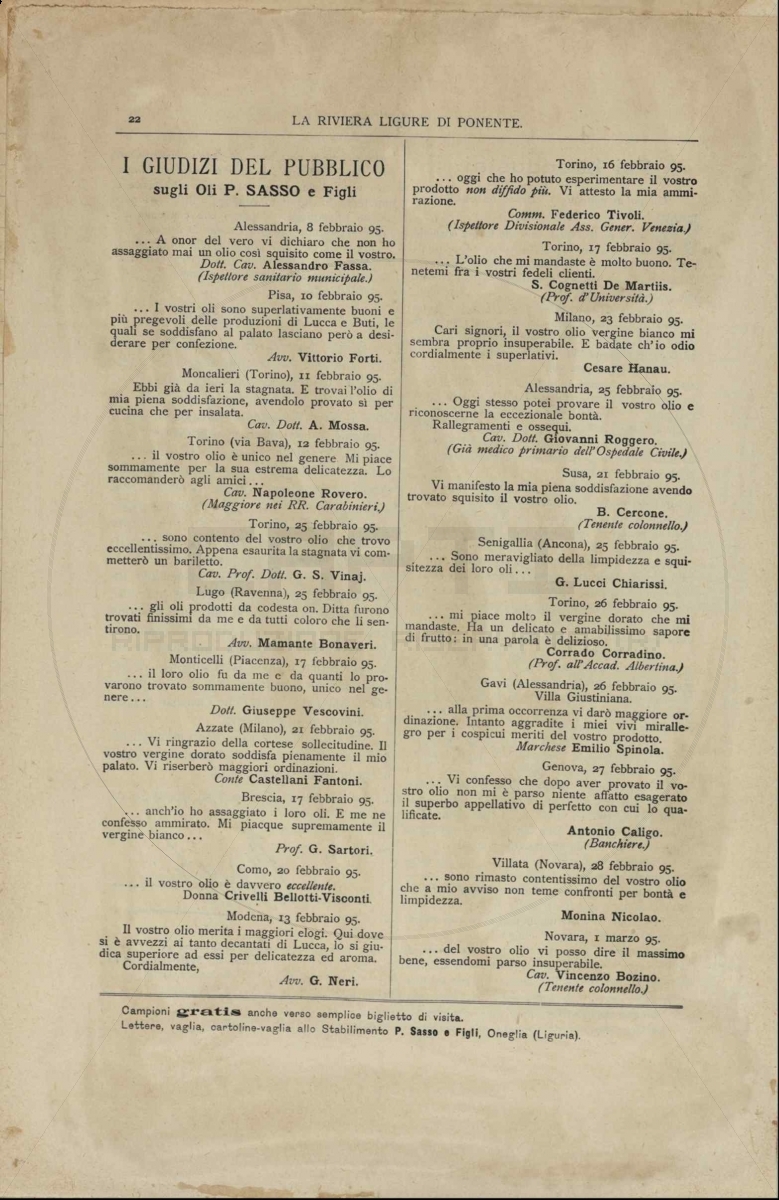 22
LA RIVIERA LIGURE DI PONENTE.
I GIUDIZI DEL PUBBLICO
sugli Oli P. SASSO e Figli
Alessandria, 8 febbraio 95.
... A onor del vero vi dichiaro che non ho
assaggiato mai un olio così squisito come il vostro.
Dott. Cav. Alessandro Fassa.
(Ispettore sanitario municipale.)
Pisa, 10 febbraio 95.
... I vostri oli sono superlativamente buoni e
più pregevoli delle produzioni di Lucca e Buti, le
quali se soddisfano al palato lasciano però a desi-
derare per confezione.
Avv. Vittorio Forti.
Moncalieri (Torino), 11 febbraio 95.
Ebbi già da ieri la stagnata. E trovai l'olio di
mia piena soddisfazione, avendolo provato sì per
cucina che per insalata.
Cav. Dott. A. Mossa.
Torino (via Bava), 12 febbraio 95.
... il vostro olio è unico nel genere Mi piace
sommamente per la sua estrema delicatezza. Lo
raccomanderò agli amici ...
Cav. Napoleone Rovero.
(Maggiore nei RR. Carabinieri.)
Torino, 25 febbraio 95.
... sono contento del vostro olio che trovo
eccellentissimo. Appena esaurita la stagnata vi com-
metterò un bariletto.
Cav. Prof. Dott. G. S. Vinaj.
Lugo (Ravenna), 25 febbraio 95.
... gli oli prodotti da codesta on. Ditta furono
trovati finissimi da me e da tutti coloro che li sen-
tirono.
Avv. Mamante Bonaveri.
Monticelli (Piacenza), 17 febbraio 95.
... il loro olio fu da me e da quanti lo pro-
varono trovato sommamente buono, unico nel ge-
nere ...
Dott. Giuseppe Vescovini.
Azzate (Milano), 21 febbraio 95.
... Vi ringrazio della cortese sollecitudine. Il
vostro vergine dorato soddisfa pienamente il mio
palato. Vi riserberò maggiori ordinazioni.
Conte Castellani Fantoni.
Brescia, 17 febbraio 95.
... anch'io ho assaggiato i loro oli. E me ne
confesso ammirato. Mi piacque supremamente il
vergine bianco ...
Prof. G. Sartori.
Como, 20 febbraio 95.
... il vostro olio è davvero eccellente.
Donna Crivelli Bellotti-Visconti.
Modena, 13 febbraio 95.
Il vostro olio merita i maggiori elogi. Qui dove
si è avvezzi ai tanto decantati di Lucca, lo si giu-
dica superiore ad essi per delicatezza ed aroma.
Cordialmente,
Avv. G. Neri.
Torino, 16 febbraio 95.
... oggi che ho potuto esperimentare il vostro
prodotto non diffido più. Vi attesto la mia ammi-
razione.
Comm. Federico Tivoli.
(Ispettore Divisionale Ass. Gener. Venezia.)
Torino, 17 febbraio 95.
... L'olio che mi mandaste è molto buono. Te-
netemi fra i vostri fedeli clienti.
S. Cognetti De Martiis.
(Prof. d'Università.)
Milano, 23 febbraio 95.
Cari signori, il vostro olio vergine bianco mi
sembra proprio insuperabile. E badate ch'io odio
cordialmente i superlativi.
Cesare Hanau.
Alessandria, 25 febbraio 95.
... Oggi stesso potei provare il vostro olio e
riconoscerne la eccezionale bontà.
Rallegramenti e ossequi.
Cav. Dott. Giovanni Roggero.
(Già medico primario dell'Ospedale Civile.)
Susa, 21 febbraio 95.
Vi manifesto la mia piena soddisfazione avendo
trovato squisito il vostro olio.
B. Cercone.
(Tenente colonnello.)
Senigallia (Ancona), 25 febbraio 95.
... Sono meravigliato della limpidezza e squi-
sitezza dei loro oli ...
G. Lucci Chiarissi.
Torino, 26 febbraio 95.
... mi piace molto il vergine dorato che mi
mandaste. Ha un delicato e amabilissimo sapore
di frutto: in una parola è delizioso.
Corrado Corradino.
(Prof. all'Accad. Albertina.)
Gavi (Alessandria), 26 febbraio 95.
Villa Giustiniana.
... alla prima occorrenza vi darò maggiore or-
dinazione. Intanto aggradite i miei vivi miralle-
gro per i cospicui meriti del vostro prodotto.
Marchese Emilio Spinola.
Genova, 27 febbraio 95.
... Vi confesso che dopo aver provato il vo-
stro olio non mi è parso niente affatto esagerato
il superbo appellativo di perfetto con cui lo qua-
lificate.
Antonio Caligo.
(Banchiere.)
Villata (Novara), 28 febbraio 95.
... sono rimasto contentissimo del vostro olio
che a mio avviso non teme confronti per bontà e
limpidezza.
Monina Nicolao.
Novara, 1 marzo 95.
... del vostro olio vi posso dire il massimo
bene, essendomi parso insuperabile.
Cav. Vincenzo Bozino.
(Tenente colonnello.)
Campioni gratis anche verso semplice biglietto di visita.
Lettere, vaglia, cartoline-vaglia allo Stabilimento P. Sasso e Figli, Oneglia (Liguria).